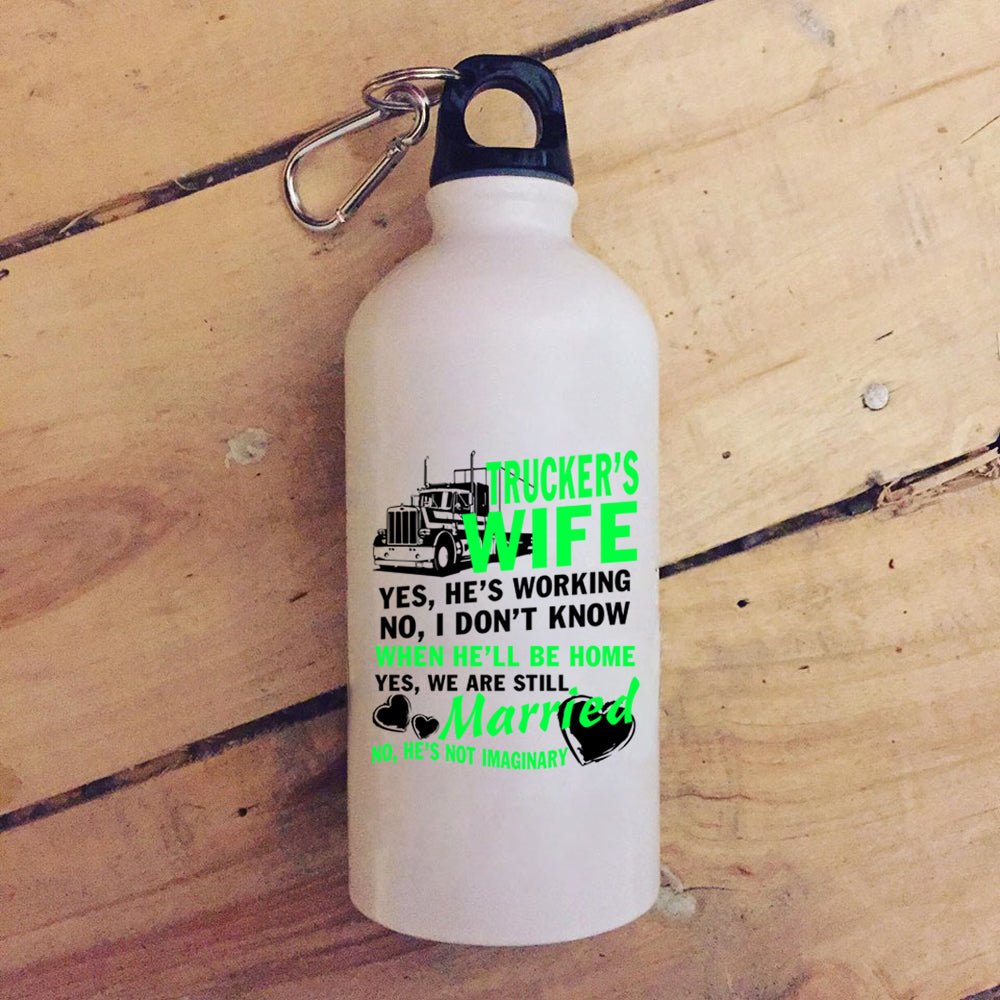 TRUCKER'S
WIFE
YES, HE'S WORKING
NO, I DON'T KNOW
WHEN HE'LL BE HOME
YES, WE ARE STILL
Married
NO, HE'S NOT IMAGINARY